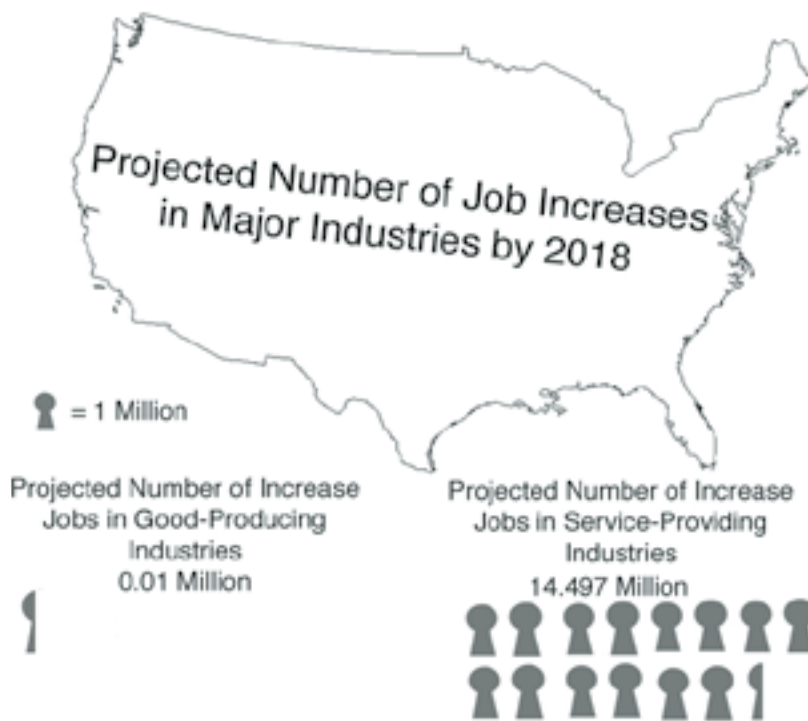 Projected Number of Job Increases
in Major Industries by 2018
= 1 Million
Projected Number of Increase
Jobs in Good-Producing
Industries
0.01 Million
Projected Number of Increase
Jobs in Service-Providing
Industries
14.497 Million